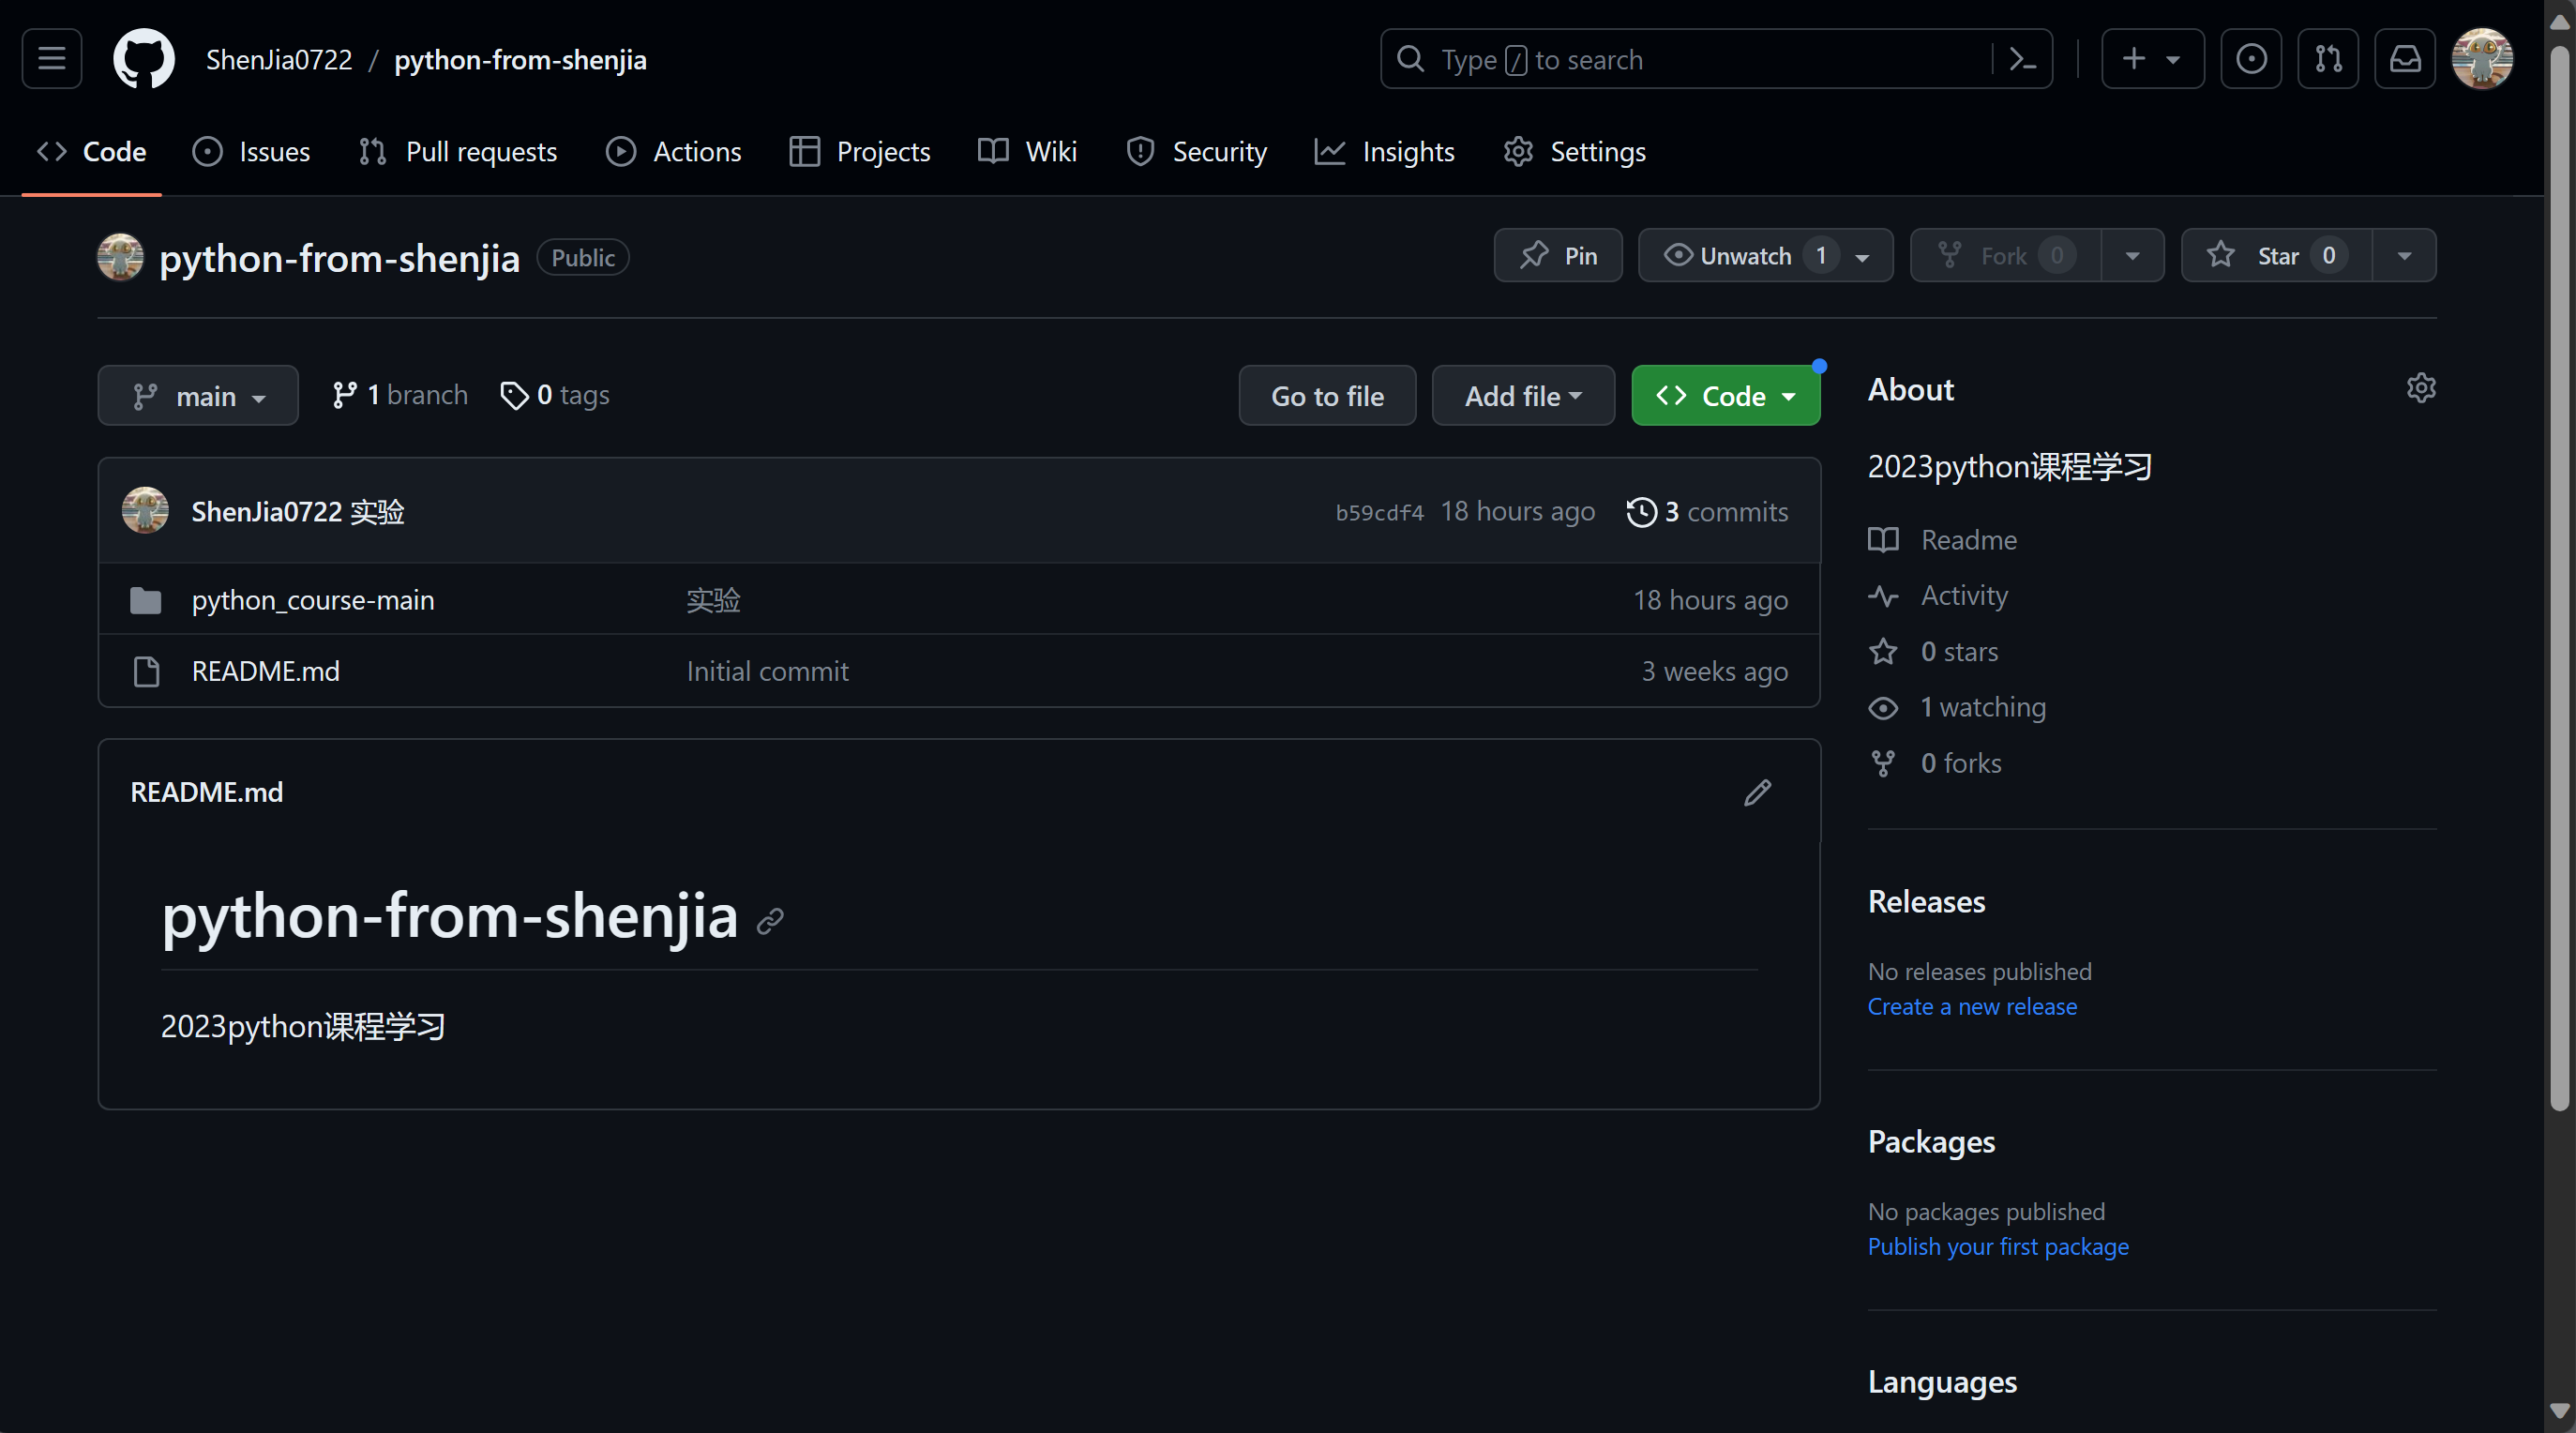 ShenJia0722 / python-from-shenjia
Type / to search
Code Issues Pull requests Actions Projects Wiki Security Insights Settings
python-from-shenjia Public
Pin Unwatch 1 Fork 0 Star 0
main 1 branch 0 tags Go to file Add file Code
ShenJia0722 实验 b59cdf4 18 hours ago 3 commits
python_course-main 实验 18 hours ago
README.md Initial commit 3 weeks ago
README.md
python-from-shenjia
2023python课程学习
About
2023python课程学习
Readme
Activity
0 stars
1 watching
0 forks
Releases
No releases published
Create a new release
Packages
No packages published
Publish your first package
Languages